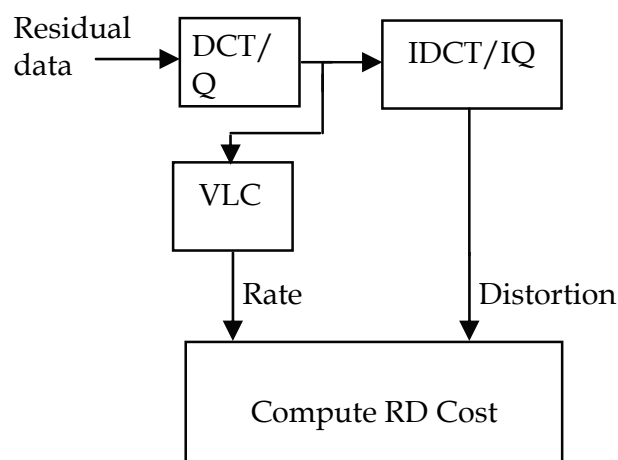 Residual
data
DCT/
Q
IDCT/IQ
VLC
Rate
Distortion
Compute RD Cost